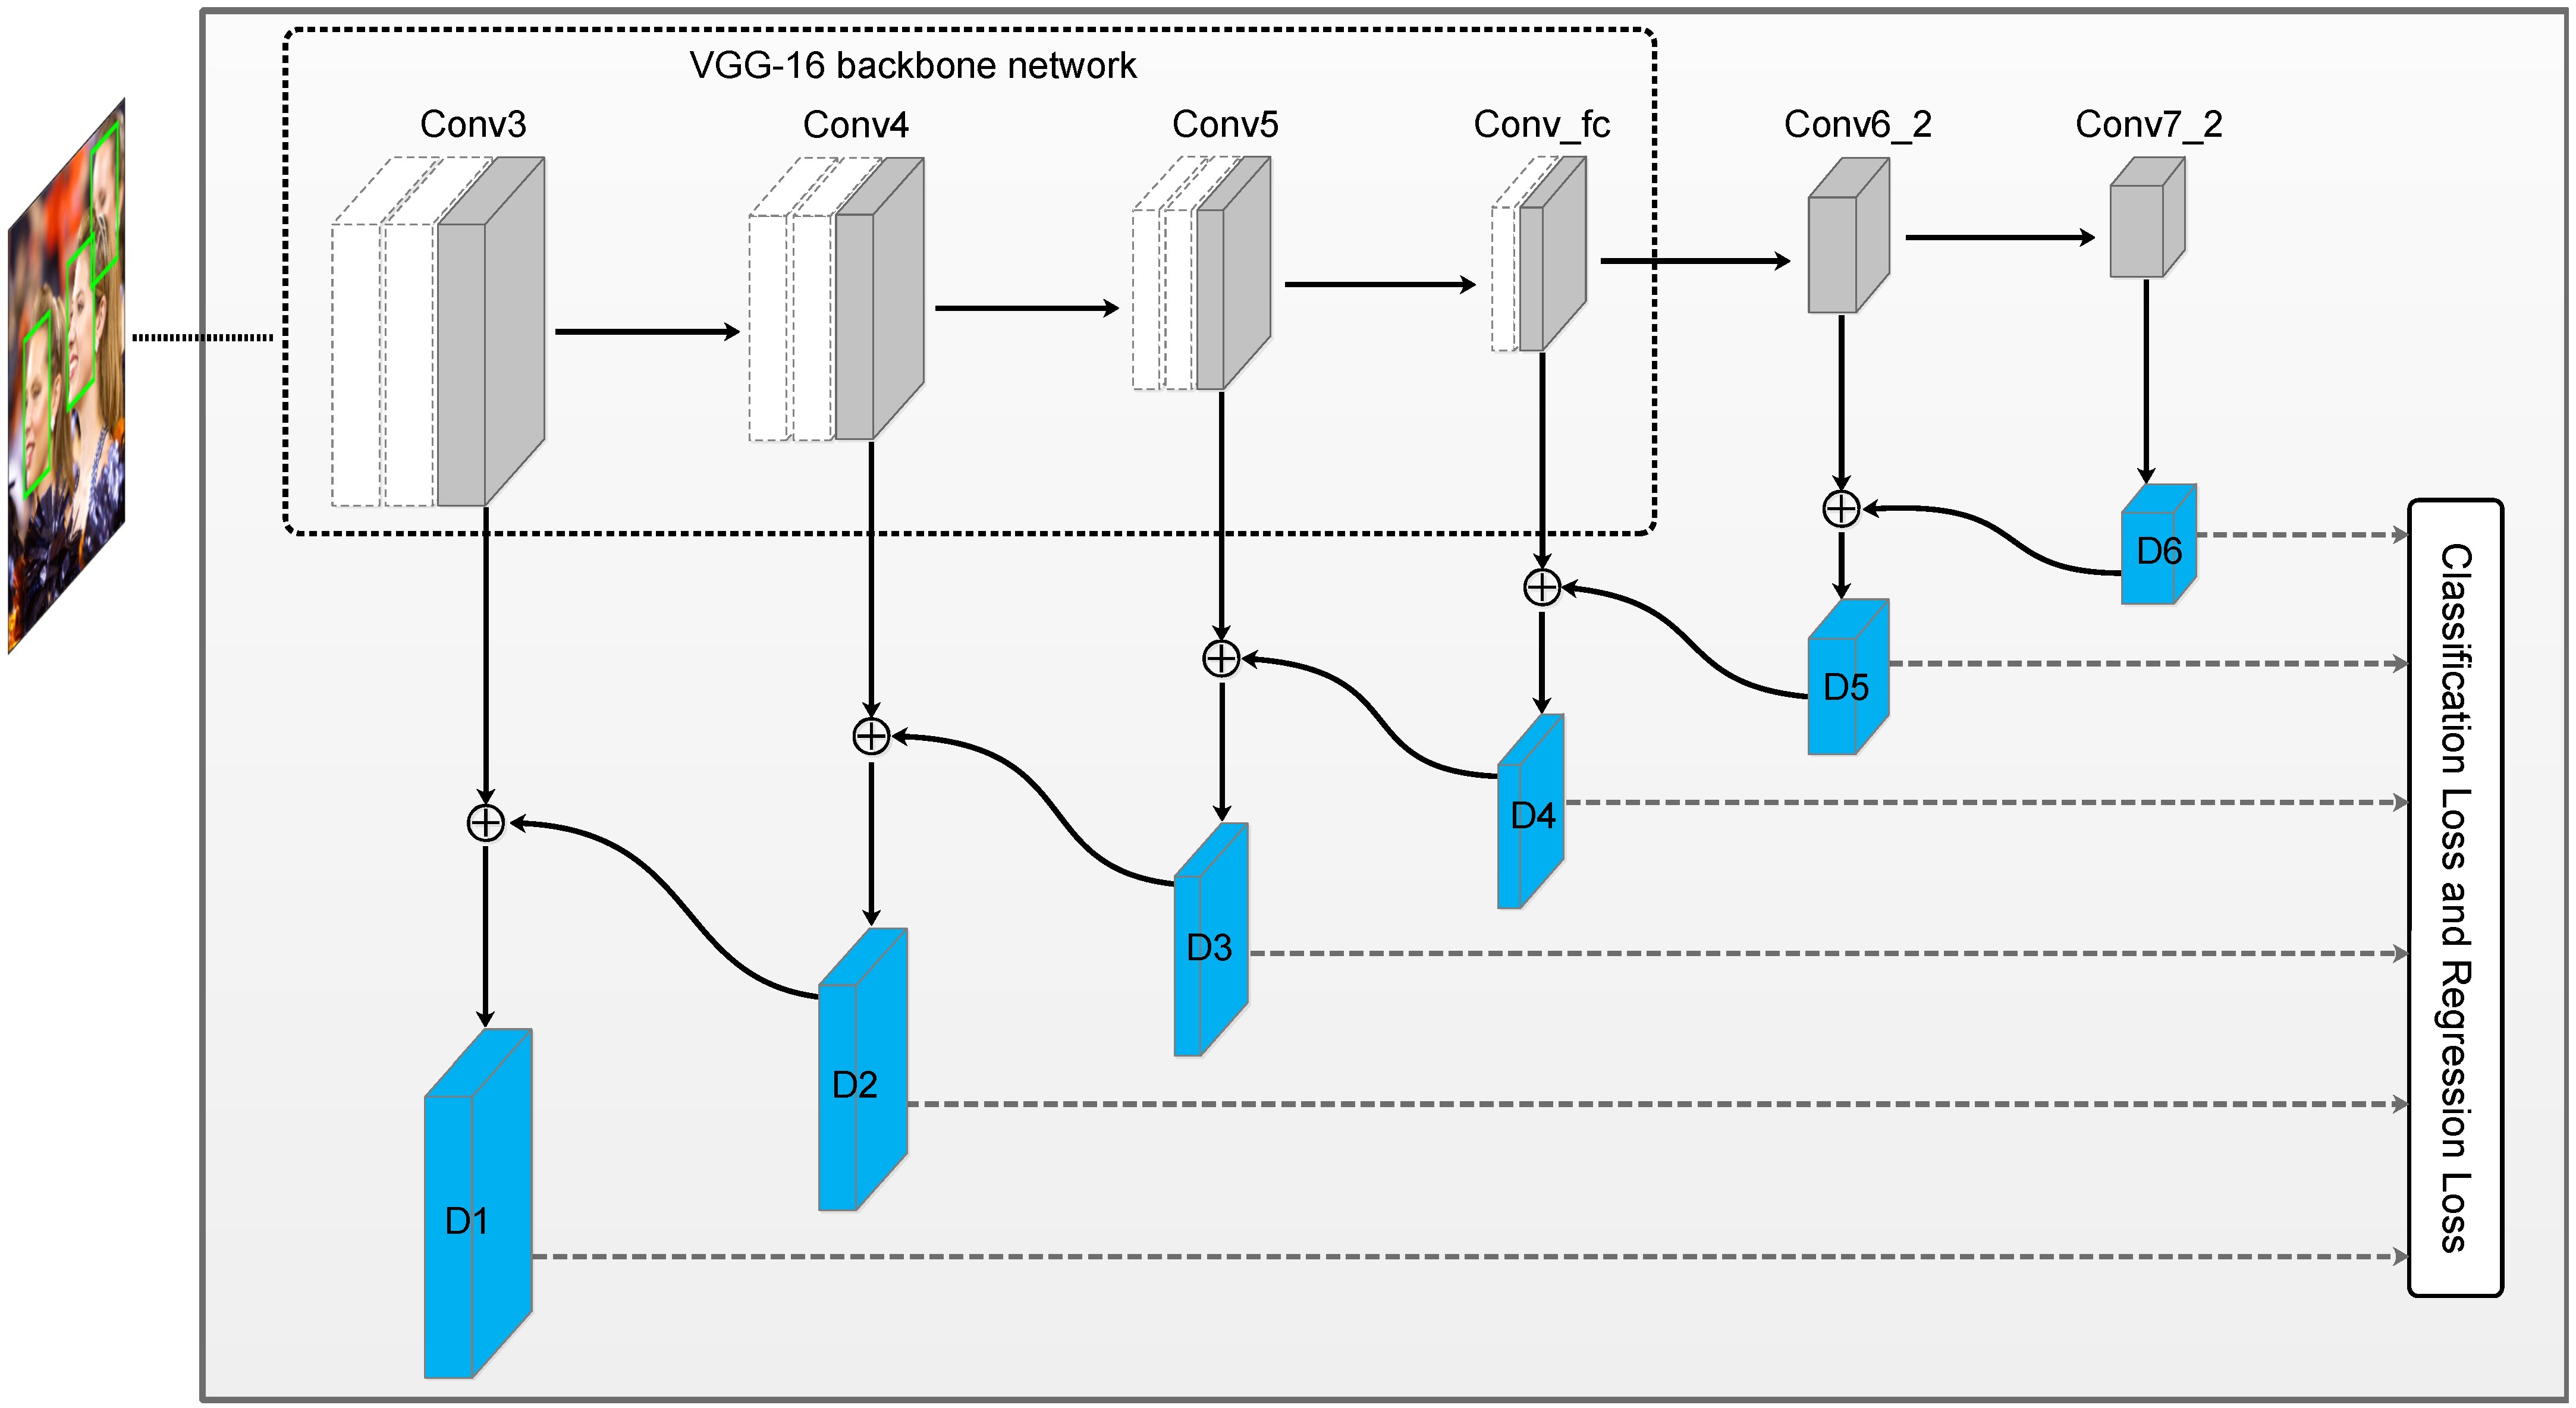 VGG-16 backbone network
Conv3
Conv4
Conv5
Conv_fc
Conv6_2
Conv7_2
D6
D5
D4
D3
D2
D1
Classification Loss and Regression Loss